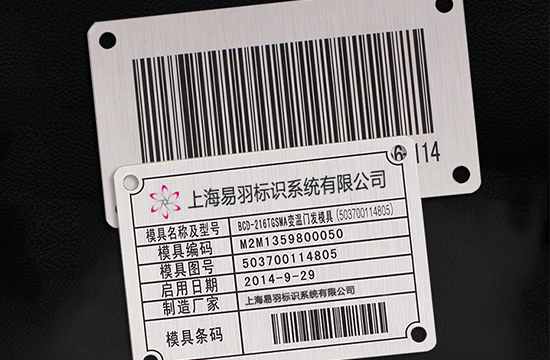 6 114
上海易羽标识系统有限公司
模具名称及型号 BCD-216TGSMA变温门发模具(503700114805)
模具编码 M2M1359800050
模具图号 503700114805
启用日期 2014-9-29
制造厂家 上海易羽标识系统有限公司
模具条码